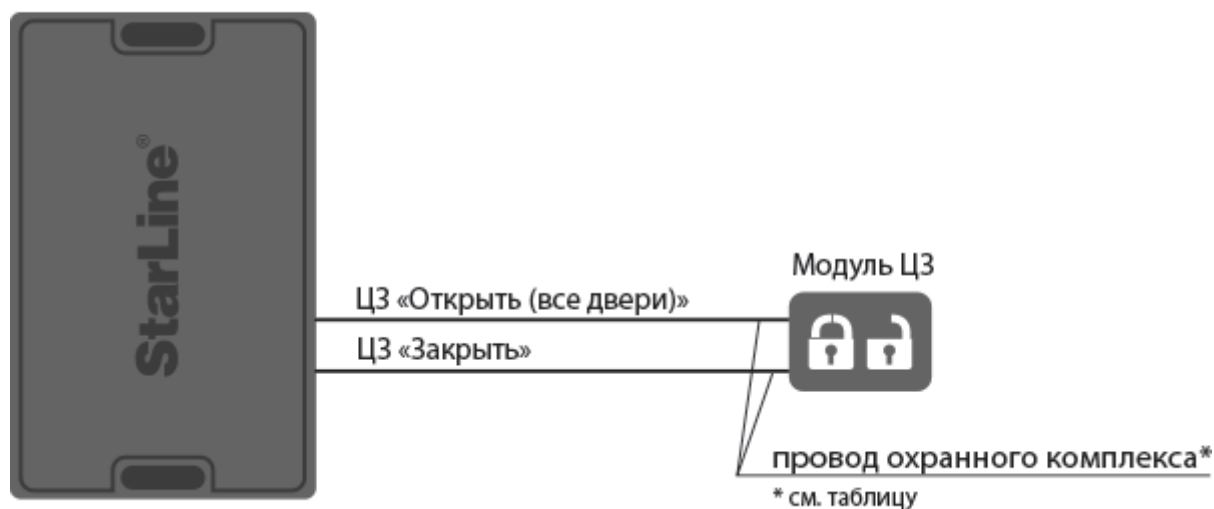 StarLine®
Модуль ЦЗ
ЦЗ «Открыть (все двери)»
ЦЗ «Закрыть»
провод охранного комплекса*
* см. таблицу